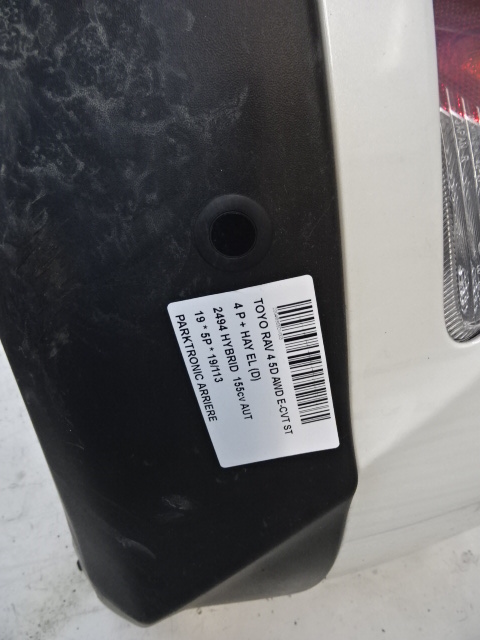 TOYO RAV 4 5D AWD E-CVT ST
4 P + HAY EL (D)
2494 HYBRID 155cv AUT
19 * 5P * 19/113
PARKTRONIC ARRIERE